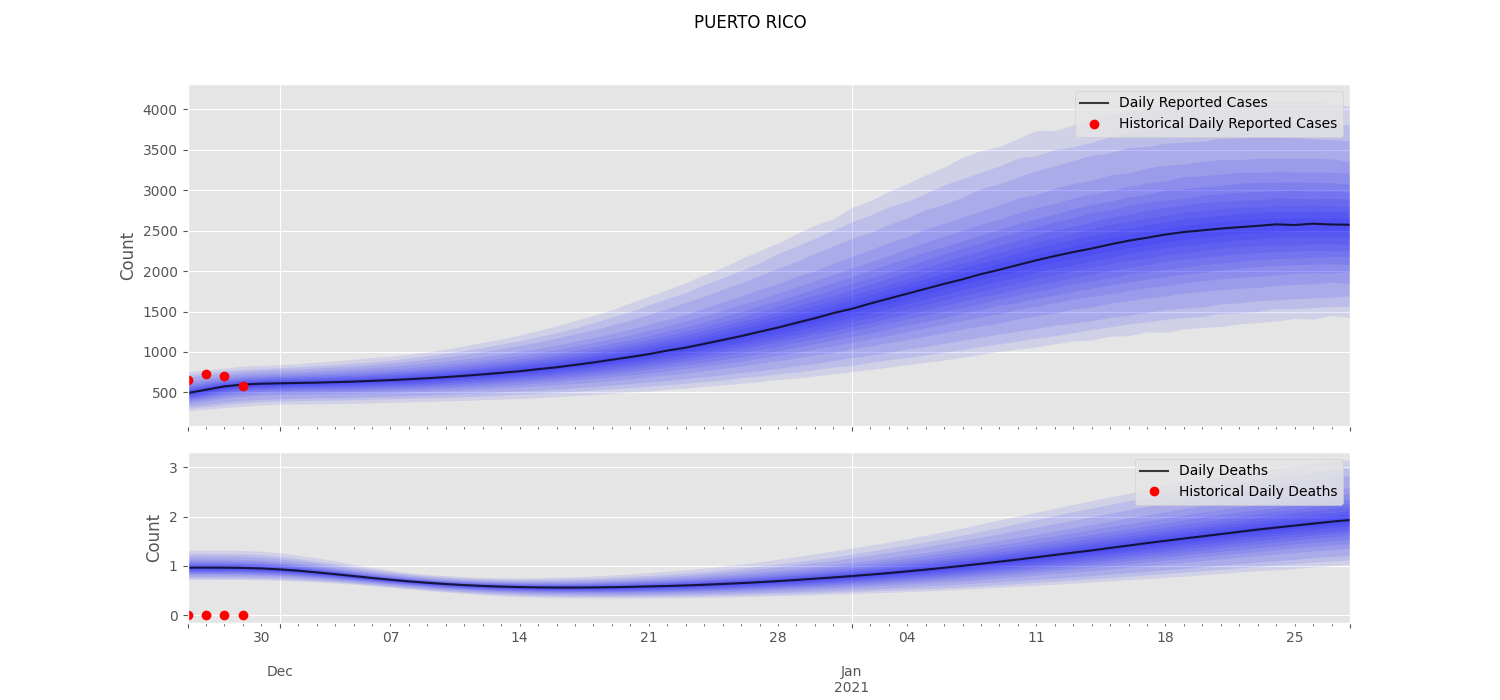 PUERTO RICO
4000
3500
3000
2500
2000
1500
1000
500
Count
Daily Reported Cases
Historical Daily Reported Cases
3
2
1
0
Count
Daily Deaths
Historical Daily Deaths
30 07 14 21 28 04 11 18 25
Dec Jan
2021